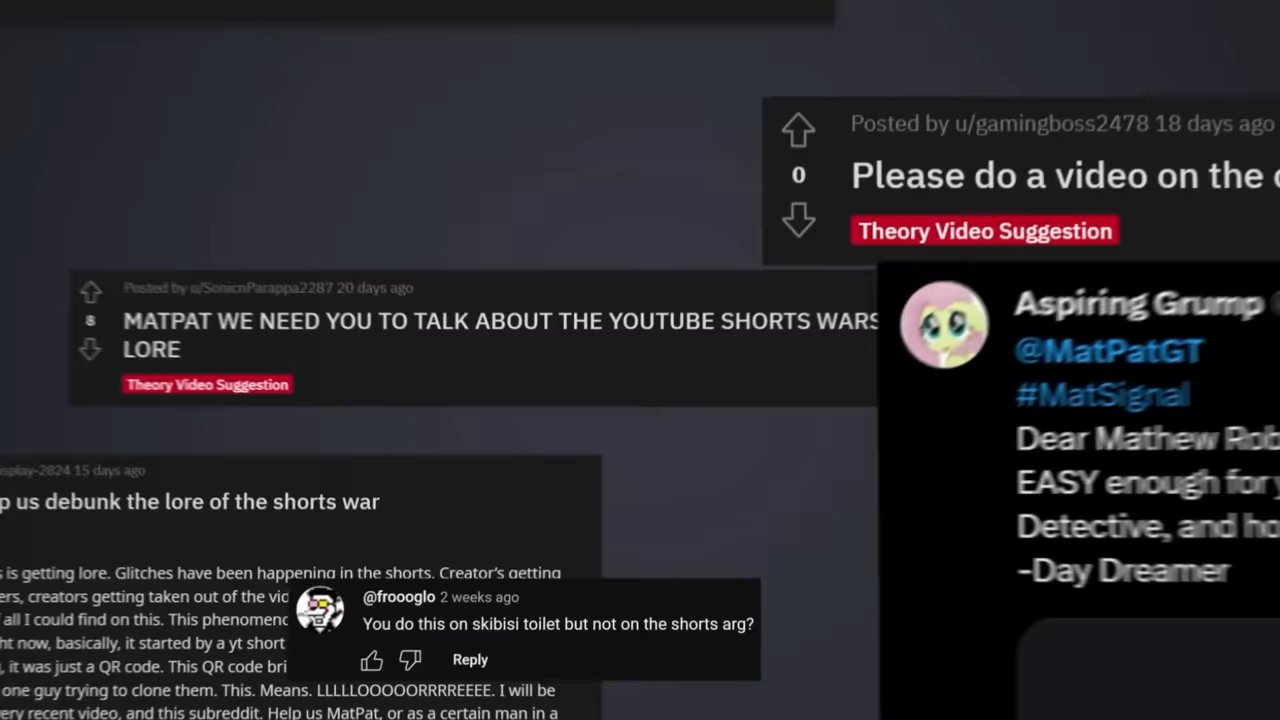 Posted by u/gamingboss2478 18 days ago
0
Please do a video on the
Theory Video Suggestion
Posted by u/SonicnParappa2287 20 days ago
8
MATPAT WE NEED YOU TO TALK ABOUT THE YOUTUBE SHORTS WARS
LORE
Theory Video Suggestion
Aspiring Grump
@MatPatGT
#MatSignal
Dear Mathew Rob
EASY enough for
Detective, and ho
-Day Dreamer
isplay-2824 15 days ago
p us debunk the lore of the shorts war
s is getting lore. Glitches have been happening in the shorts. Creator's getting
ers, creators getting taken out of the vid
f all I could find on this. This phenomeno
ht now, basically, it started by a yt short
, it was just a QR code. This QR code bri
one guy trying to clone them. This. Means. LLLLLOOOOORRRREEEE. I will be
very recent video, and this subreddit. Help us MatPat, or as a certain man in a
@froooglo 2 weeks ago
You do this on skibisi toilet but not on the shorts arg?
Reply